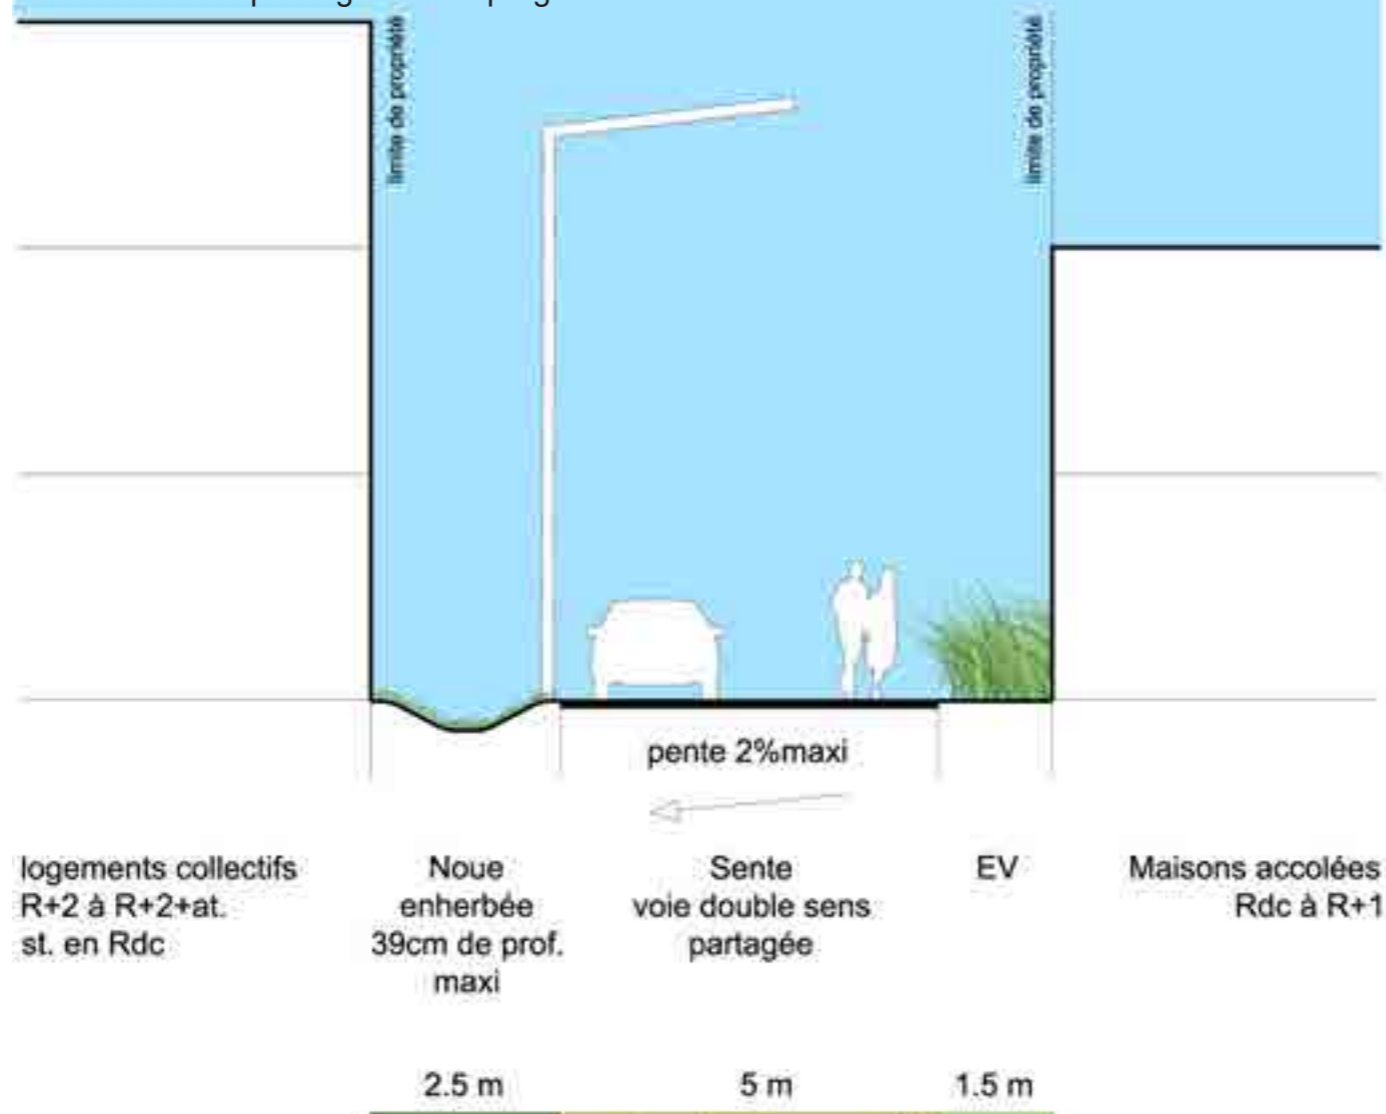 limite de propriété
limite de propriété
pente 2%maxi
logements collectifs
R+2 à R+2+at.
st. en Rdc
Noue
enherbée
39cm de prof.
maxi
Sente
voie double sens
partagée
EV
Maisons accolées
Rdc à R+1
2.5 m
5 m
1.5 m